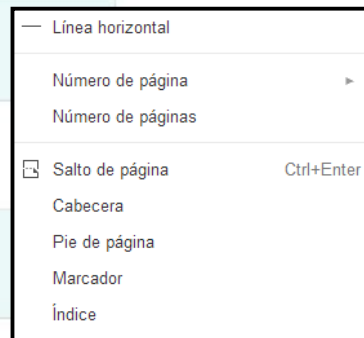 Línea horizontal
Número de página
Número de páginas
Salto de página Ctrl+Enter
Cabecera
Pie de página
Marcador
Índice